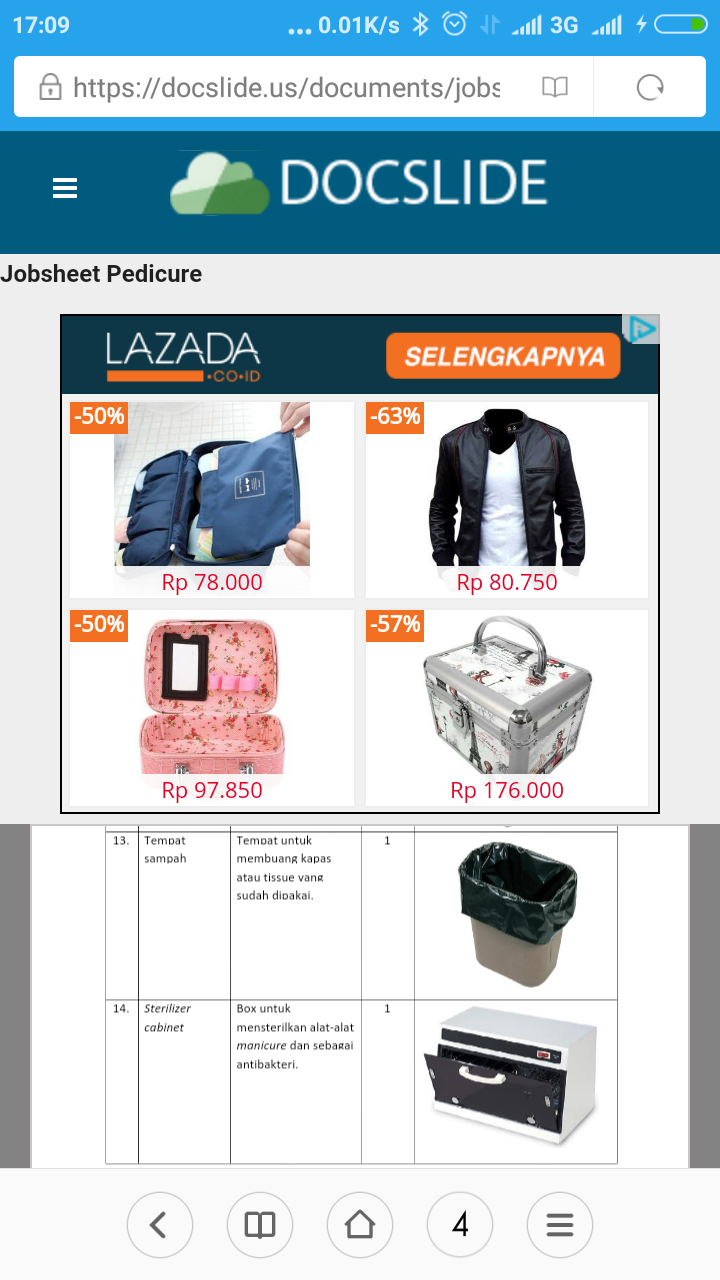 17:09
... 0.01K/s 3G
https://docslide.us/documents/jobs
DOCSLIDE
Jobsheet Pedicure
LAZADA
.CO.ID
SELENGKAPNYA
-50%
Rp 78.000
-63%
Rp 80.750
-50%
Rp 97.850
-57%
Rp 176.000
13. Tempat Tempat untuk 1
sampah membuang kapas
atau tissue yang
sudah dipakai.
14. Sterilizer Box untuk 1
cabinet mensterilkan alat-alat
manicure dan sebagai
antibakteri.
4